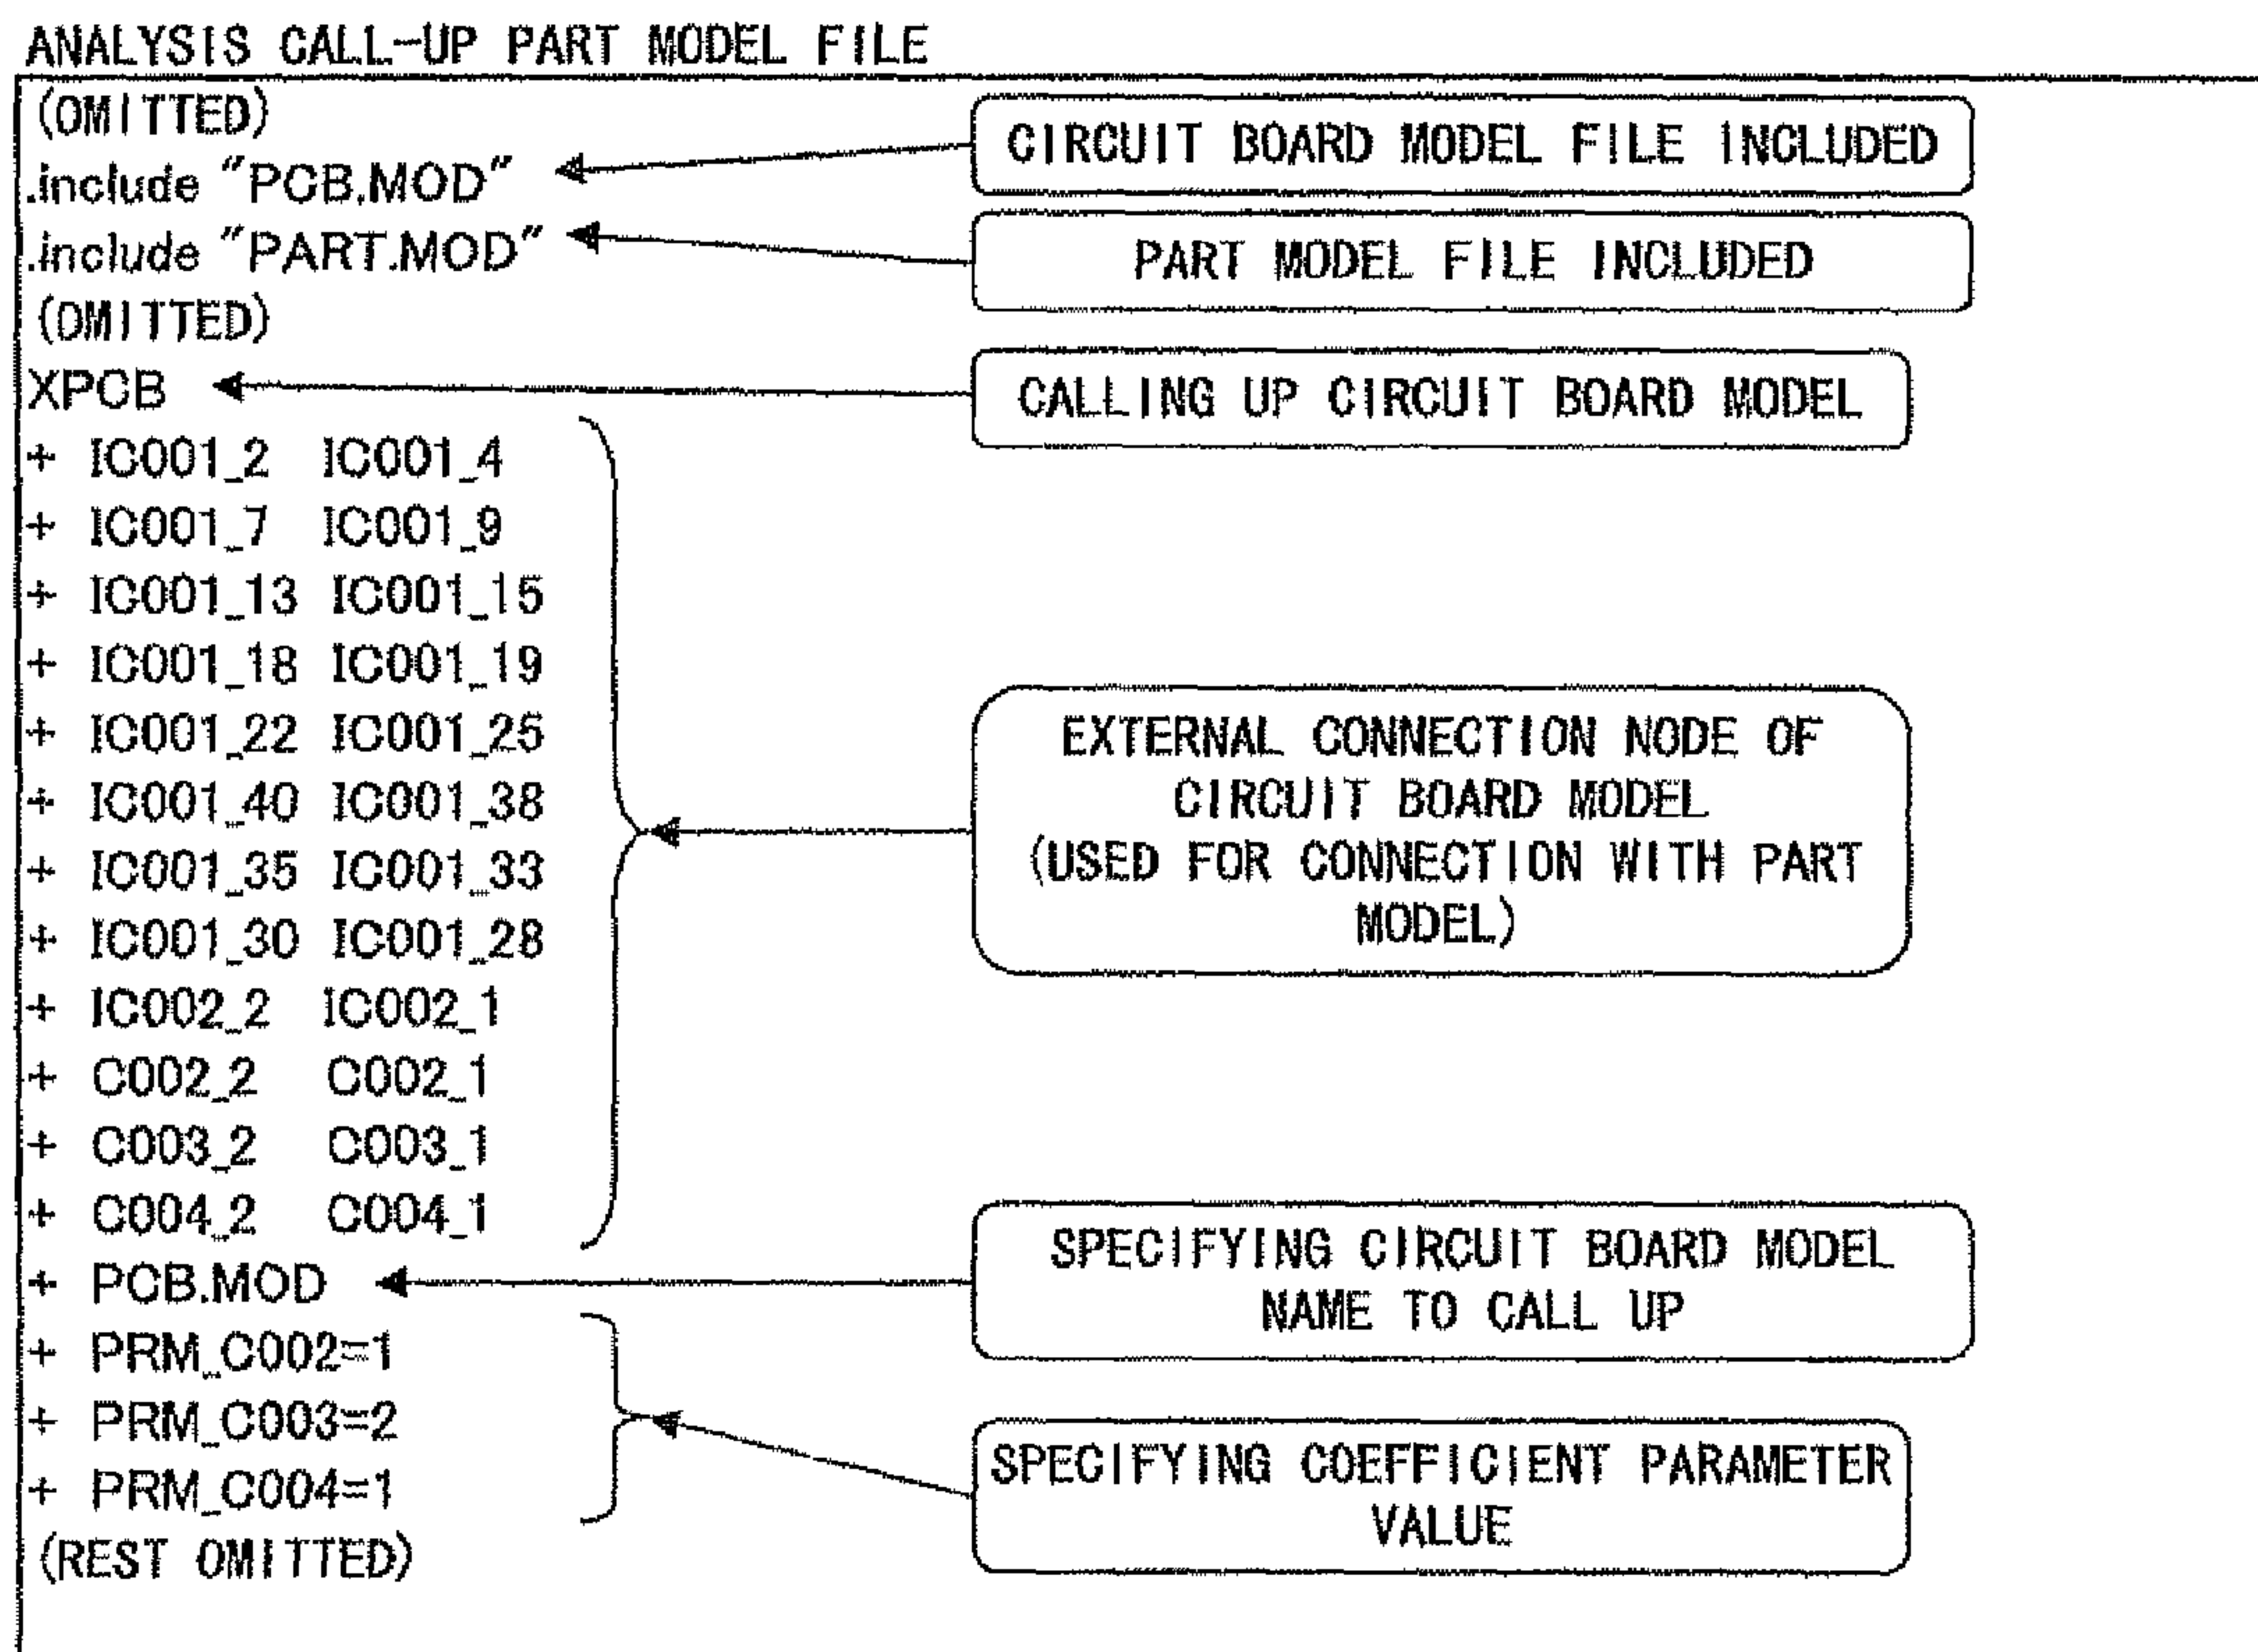 ANALYSIS CALL-UP PART MODEL FILE
(OMITTED)
.include "PCB.MOD"
CIRCUIT BOARD MODEL FILE INCLUDED
.include "PART.MOD"
PART MODEL FILE INCLUDED
(OMITTED)
XPCB
CALLING UP CIRCUIT BOARD MODEL
+ IC001_2 IC001_4
+ IC001_7 IC001_9
+ IC001_13 IC001_15
+ IC001_18 IC001_19
+ IC001_22 IC001_25
+ IC001_40 IC001_38
+ IC001_35 IC001_33
+ IC001_30 IC001_28
+ IC002_2 IC002_1
+ C002_2 C002_1
+ C003_2 C003_1
+ C004_2 C004_1
EXTERNAL CONNECTION NODE OF
CIRCUIT BOARD MODEL
(USED FOR CONNECTION WITH PART
MODEL)
+ PCB.MOD
SPECIFYING CIRCUIT BOARD MODEL
NAME TO CALL UP
+ PRM_C002=1
+ PRM_C003=2
+ PRM_C004=1
SPECIFYING COEFFICIENT PARAMETER
VALUE
(REST OMITTED)